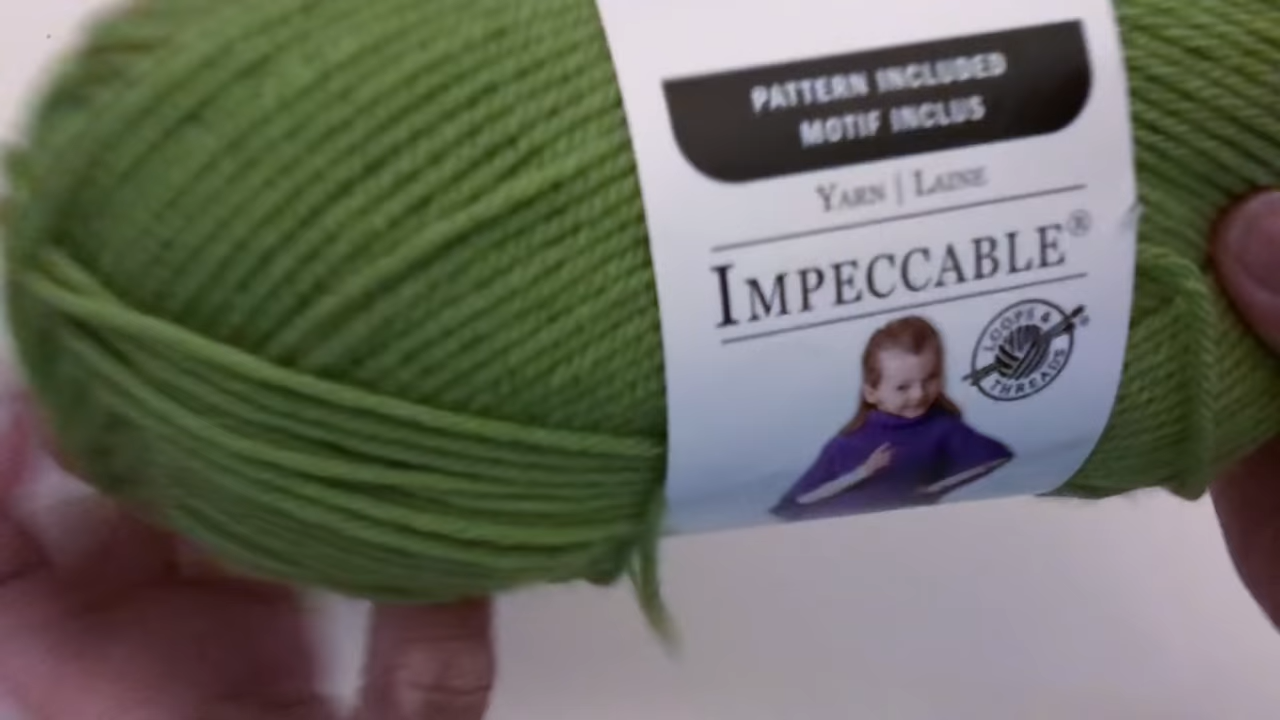 PATTERN INCLUDED
MOTIF INCLUS
YARN | LAINE
IMPECCABLE®
LOOPS &
THREADS®